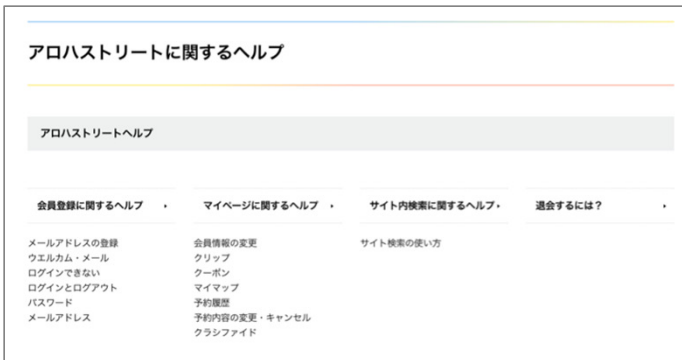 アロハストリートに関するヘルプ
アロハストリートヘルプ
会員登録に関するヘルプ
メールアドレスの登録
ウエルカム・メール
ログインできない
ログインとログアウト
パスワード
メールアドレス
マイページに関するヘルプ
会員情報の変更
クリップ
クーポン
マイマップ
予約履歴
予約内容の変更・キャンセル
クラシファイド
サイト内検索に関するヘルプ
サイト検索の使い方
退会するには？